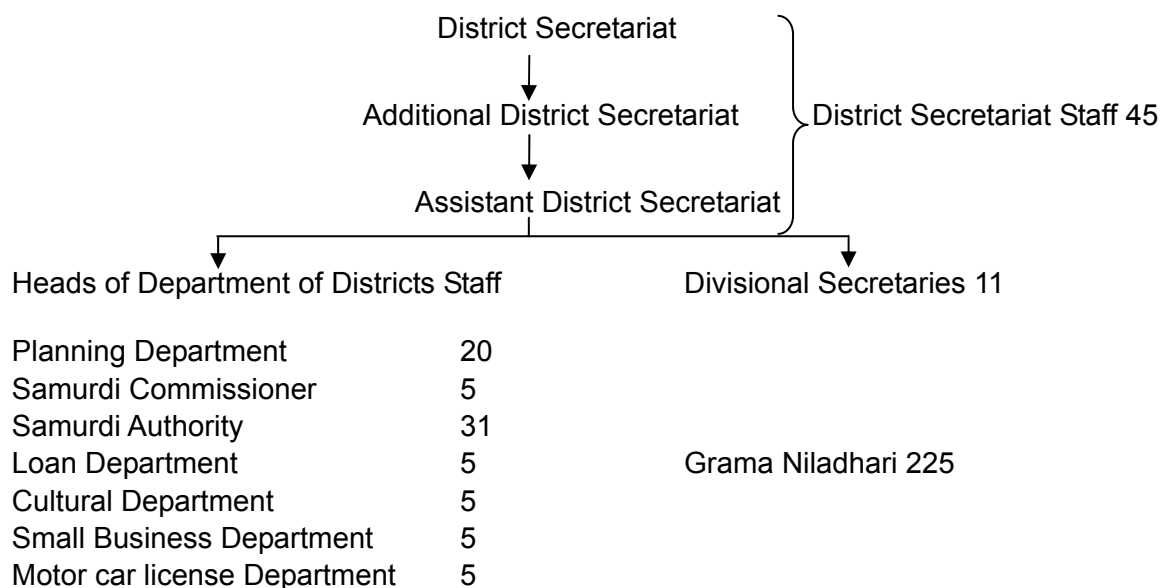 District Secretariat
Additional District Secretariat
District Secretariat Staff 45
Assistant District Secretariat
Heads of Department of Districts Staff
Divisional Secretaries 11
Planning Department 20
Samurdi Commissioner 5
Samurdi Authority 31
Loan Department 5
Grama Niladhari 225
Cultural Department 5
Small Business Department 5
Motor car license Department 5